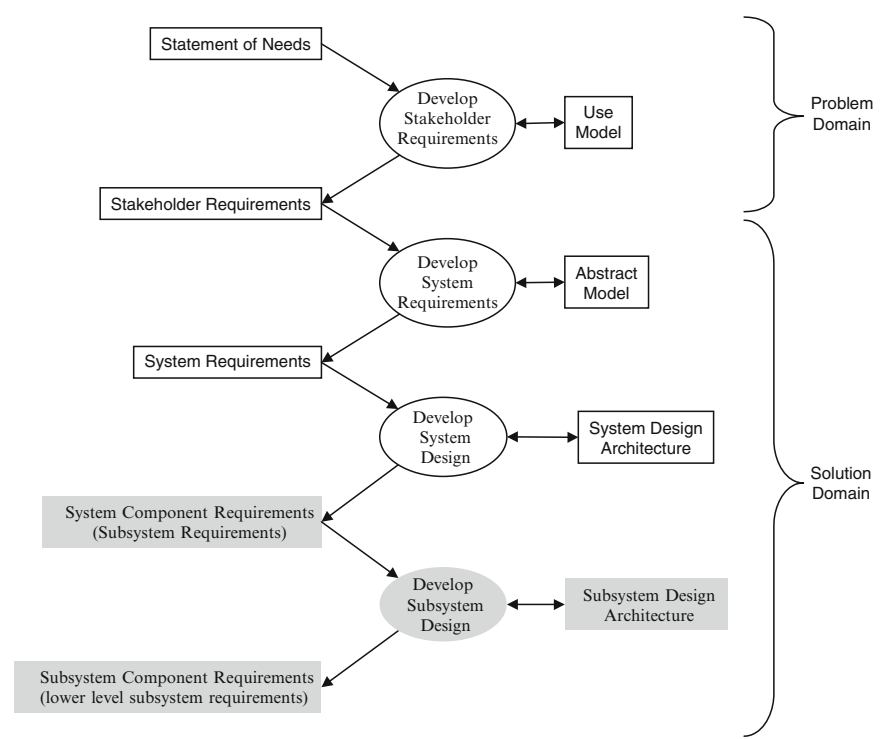 Statement of Needs
Develop
Stakeholder
Requirements
Use
Model
Problem
Domain
Stakeholder Requirements
Develop
System
Requirements
Abstract
Model
System Requirements
Develop
System
Design
System Design
Architecture
Solution
Domain
System Component Requirements
(Subsystem Requirements)
Develop
Subsystem
Design
Subsystem Design
Architecture
Subsystem Component Requirements
(lower level subsystem requirements)